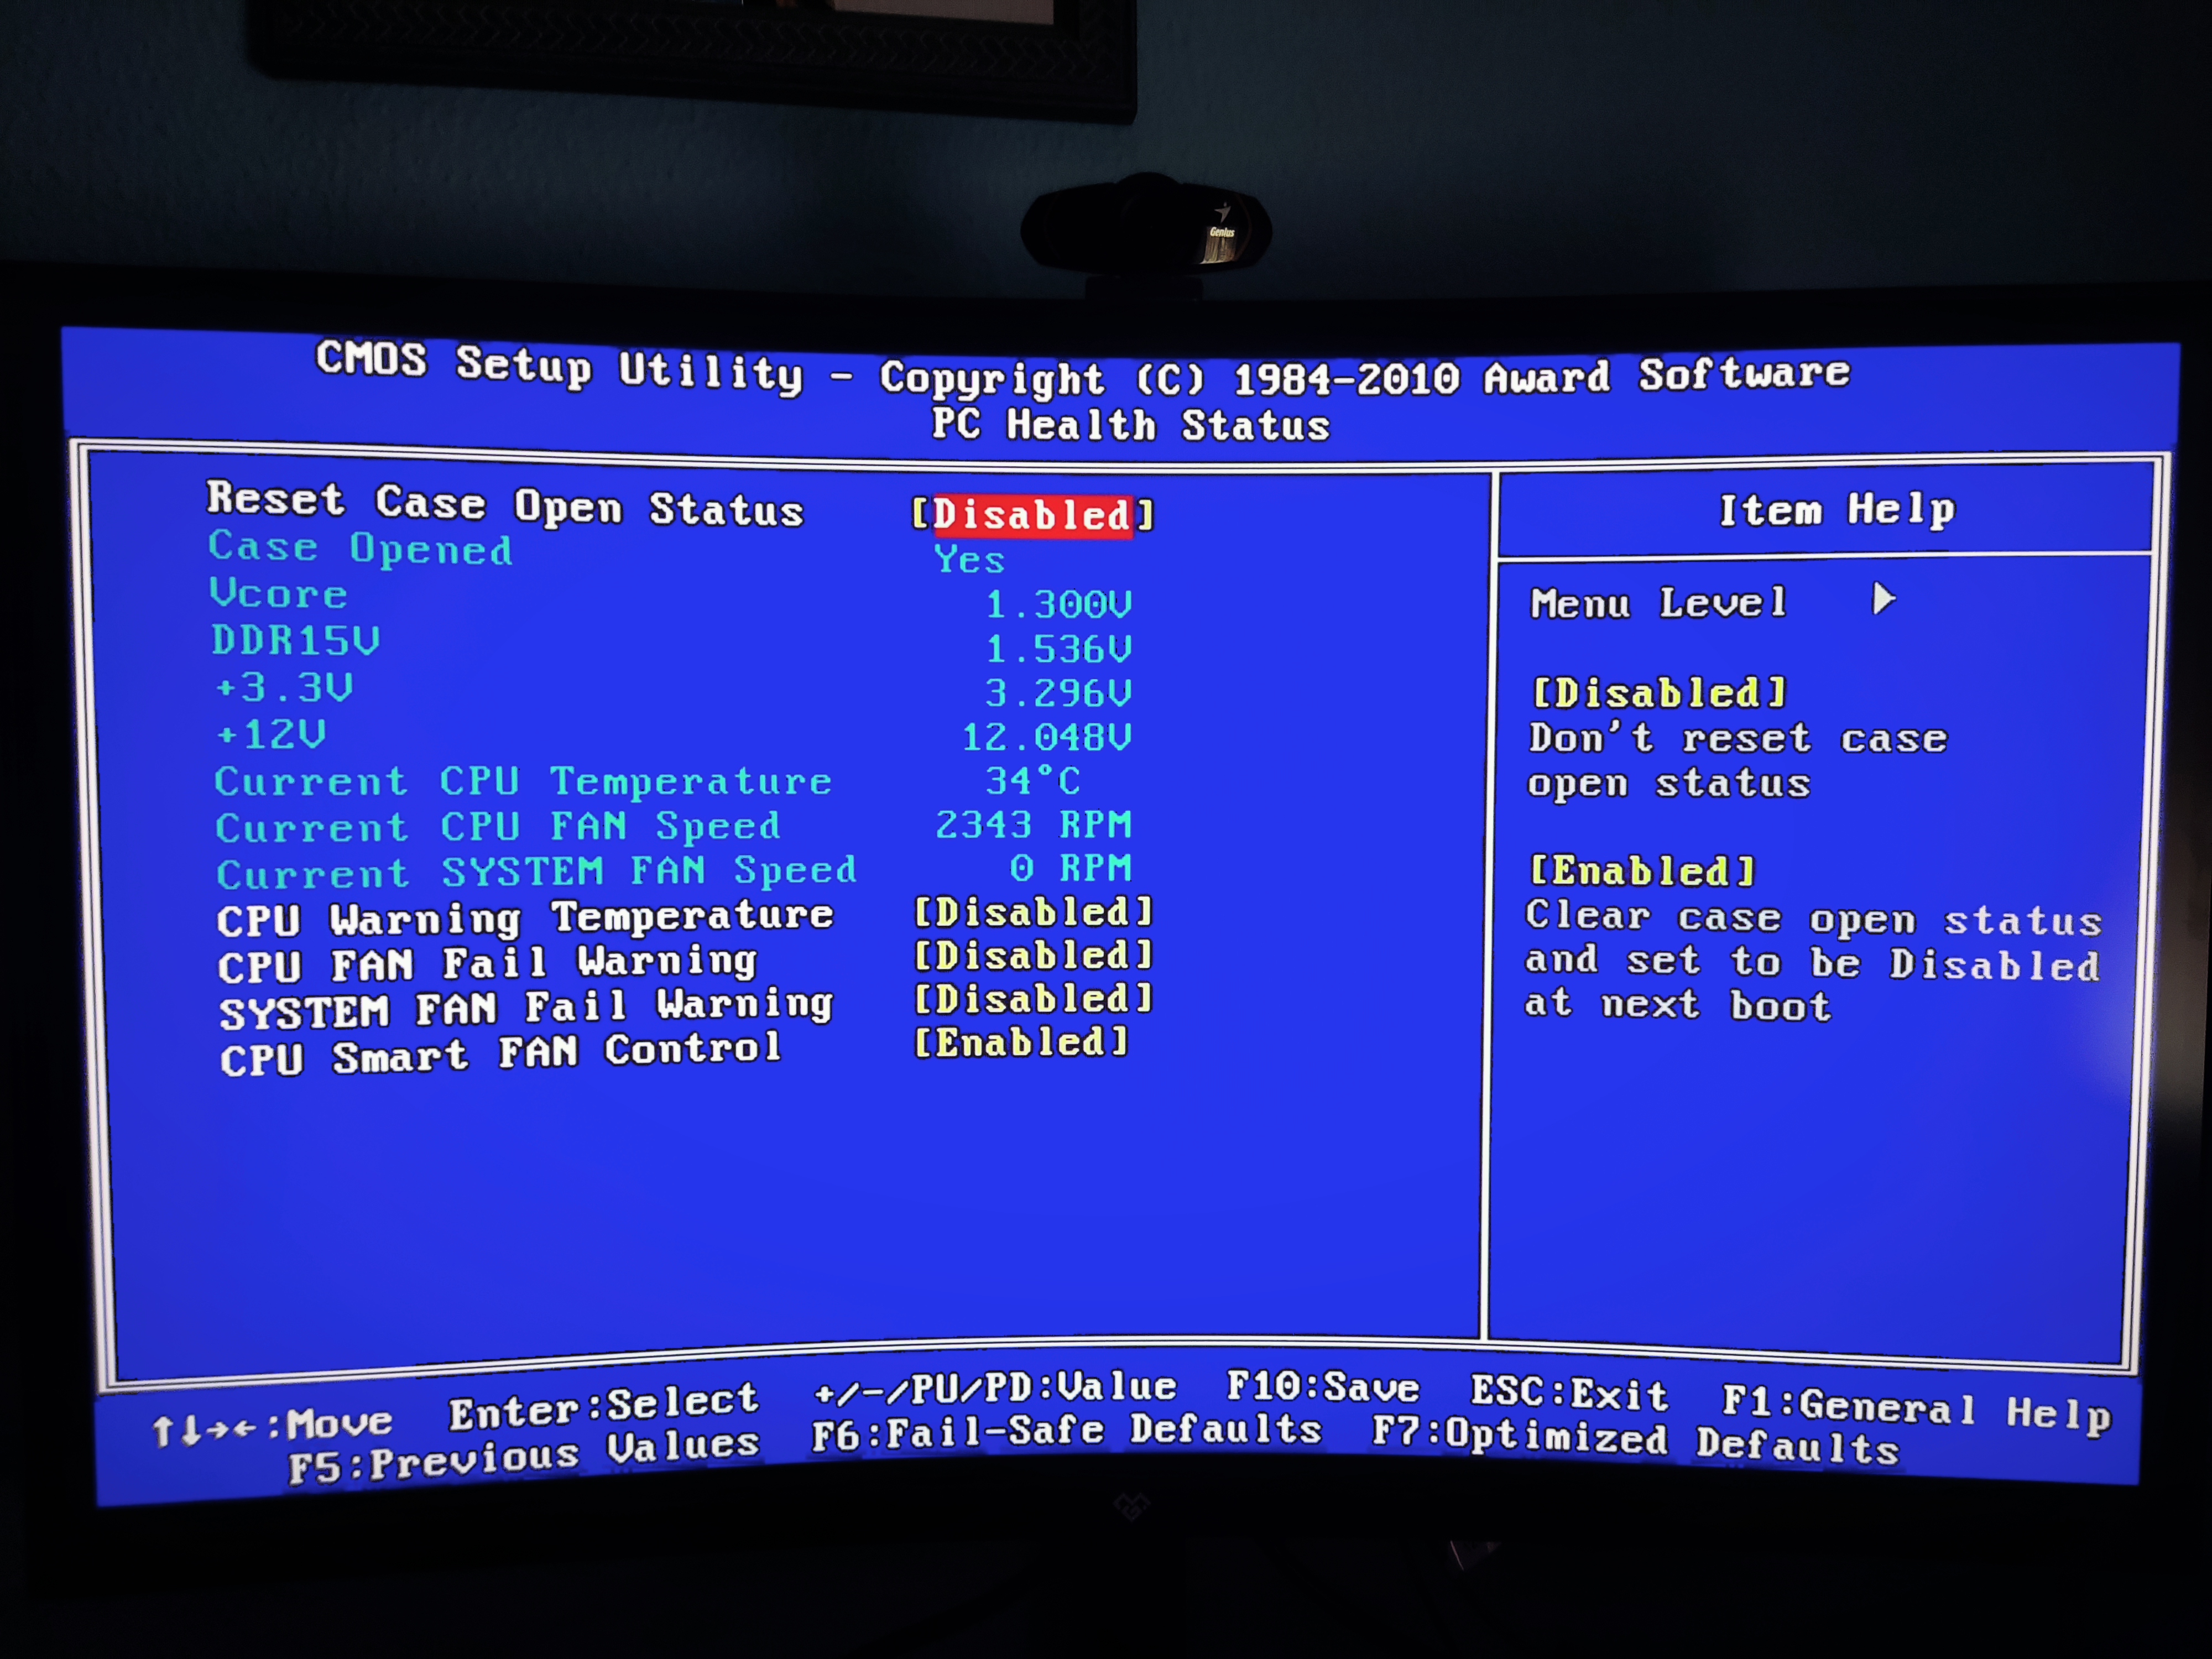 Genius
CMOS Setup Utility - Copyright (C) 1984-2010 Award Software
PC Health Status
Reset Case Open Status [Disabled]
Case Opened Yes
Vcore 1.300V
DDR15V 1.536V
+3.3V 3.296V
+12V 12.048V
Current CPU Temperature 34°C
Current CPU FAN Speed 2343 RPM
Current SYSTEM FAN Speed 0 RPM
CPU Warning Temperature [Disabled]
CPU FAN Fail Warning [Disabled]
SYSTEM FAN Fail Warning [Disabled]
CPU Smart FAN Control [Enabled]
Item Help
Menu Level ▶
[Disabled]
Don't reset case
open status
[Enabled]
Clear case open status
and set to be Disabled
at next boot
↑↓→←:Move Enter:Select +/-/PU/PD:Value F10:Save ESC:Exit F1:General Help
F5:Previous Values F6:Fail-Safe Defaults F7:Optimized Defaults